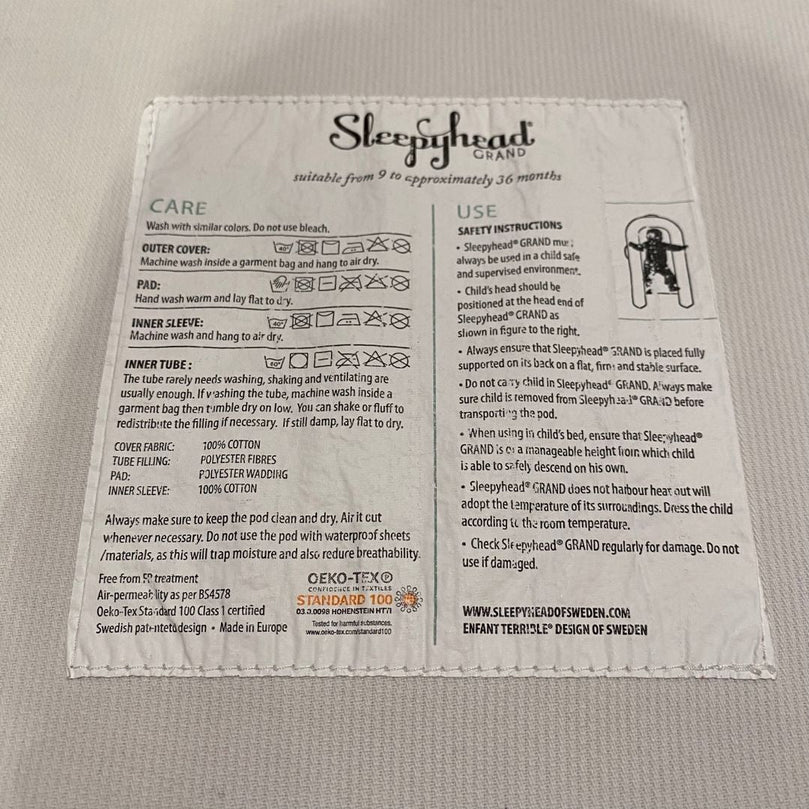 Sleepyhead®
GRAND
suitable from 9 to approximately 36 months
CARE
Wash with similar colors. Do not use bleach.
OUTER COVER:
Machine wash inside a garment bag and hang to air dry.
PAD:
Hand wash warm and lay flat to dry.
INNER SLEEVE:
Machine wash and hang to air dry.
INNER TUBE :
The tube rarely needs washing, shaking and ventilating are
usually enough. If washing the tube, machine wash inside a
garment bag then tumble dry on low. You can shake or fluff to
redistribute the filling if necessary. If still damp, lay flat to dry.
COVER FABRIC: 100% COTTON
TUBE FILLING: POLYESTER FIBRES
PAD: POLYESTER WADDING
INNER SLEEVE: 100% COTTON
Always make sure to keep the pod clean and dry. Air it out
whenever necessary. Do not use the pod with waterproof sheets
/materials, as this will trap moisture and also reduce breathability.
Free from FR treatment
Air-permeability as per BS4578
Oeko-Tex Standard 100 Class 1 certified
Swedish patented design • Made in Europe
OEKO-TEX®
CONFIDENCE IN TEXTILES
STANDARD 100
03.0.0098 HOHENSTEIN HTTI
Tested for harmful substances.
www.oeko-tex.com/standard100
USE
SAFETY INSTRUCTIONS
• Sleepyhead® GRAND must
always be used in a child safe
and supervised environment.
• Child's head should be
positioned at the head end of
Sleepyhead® GRAND as
shown in figure to the right.
• Always ensure that Sleepyhead® GRAND is placed fully
supported on its back on a flat, firm and stable surface.
• Do not carry child in Sleepyhead® GRAND. Always make
sure child is removed from Sleepyhead® GRAND before
transporting the pod.
• When using in child's bed, ensure that Sleepyhead®
GRAND is on a manageable height from which child
is able to safely descend on his own.
• Sleepyhead® GRAND does not harbour heat but will
adopt the temperature of its surroundings. Dress the child
according to the room temperature.
• Check Sleepyhead® GRAND regularly for damage. Do not
use if damaged.
WWW.SLEEPYHEADOFSWEDEN.COM
ENFANT TERRIBLE® DESIGN OF SWEDEN